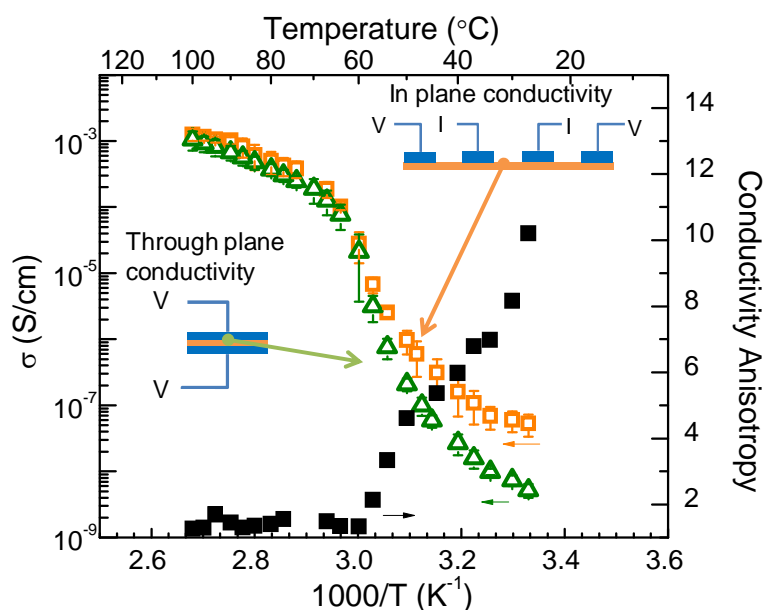 Temperature (°C)
120 100 80 60 40 20
In plane conductivity
V I I V
Through plane
conductivity
V
V
σ (S/cm)
10⁻³
10⁻⁵
10⁻⁷
10⁻⁹
14
12
10
8
6
4
2
Conductivity Anisotropy
2.6 2.8 3.0 3.2 3.4 3.6
1000/T (K⁻¹)